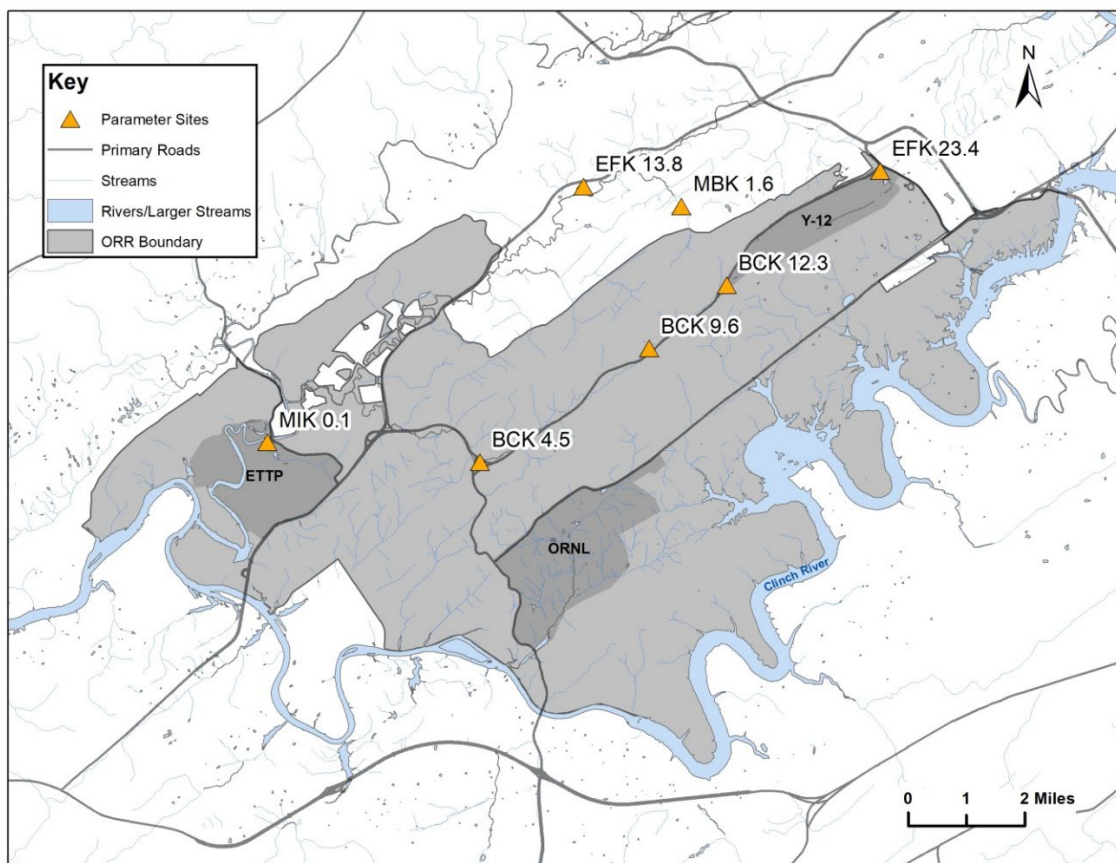 N
Key
Parameter Sites
Primary Roads
Streams
Rivers/Larger Streams
ORR Boundary
EFK 23.4
EFK 13.8
MBK 1.6
Y-12
BCK 12.3
BCK 9.6
MIK 0.1
BCK 4.5
ETTP
ORNL
Clinch River
0 1 2 Miles